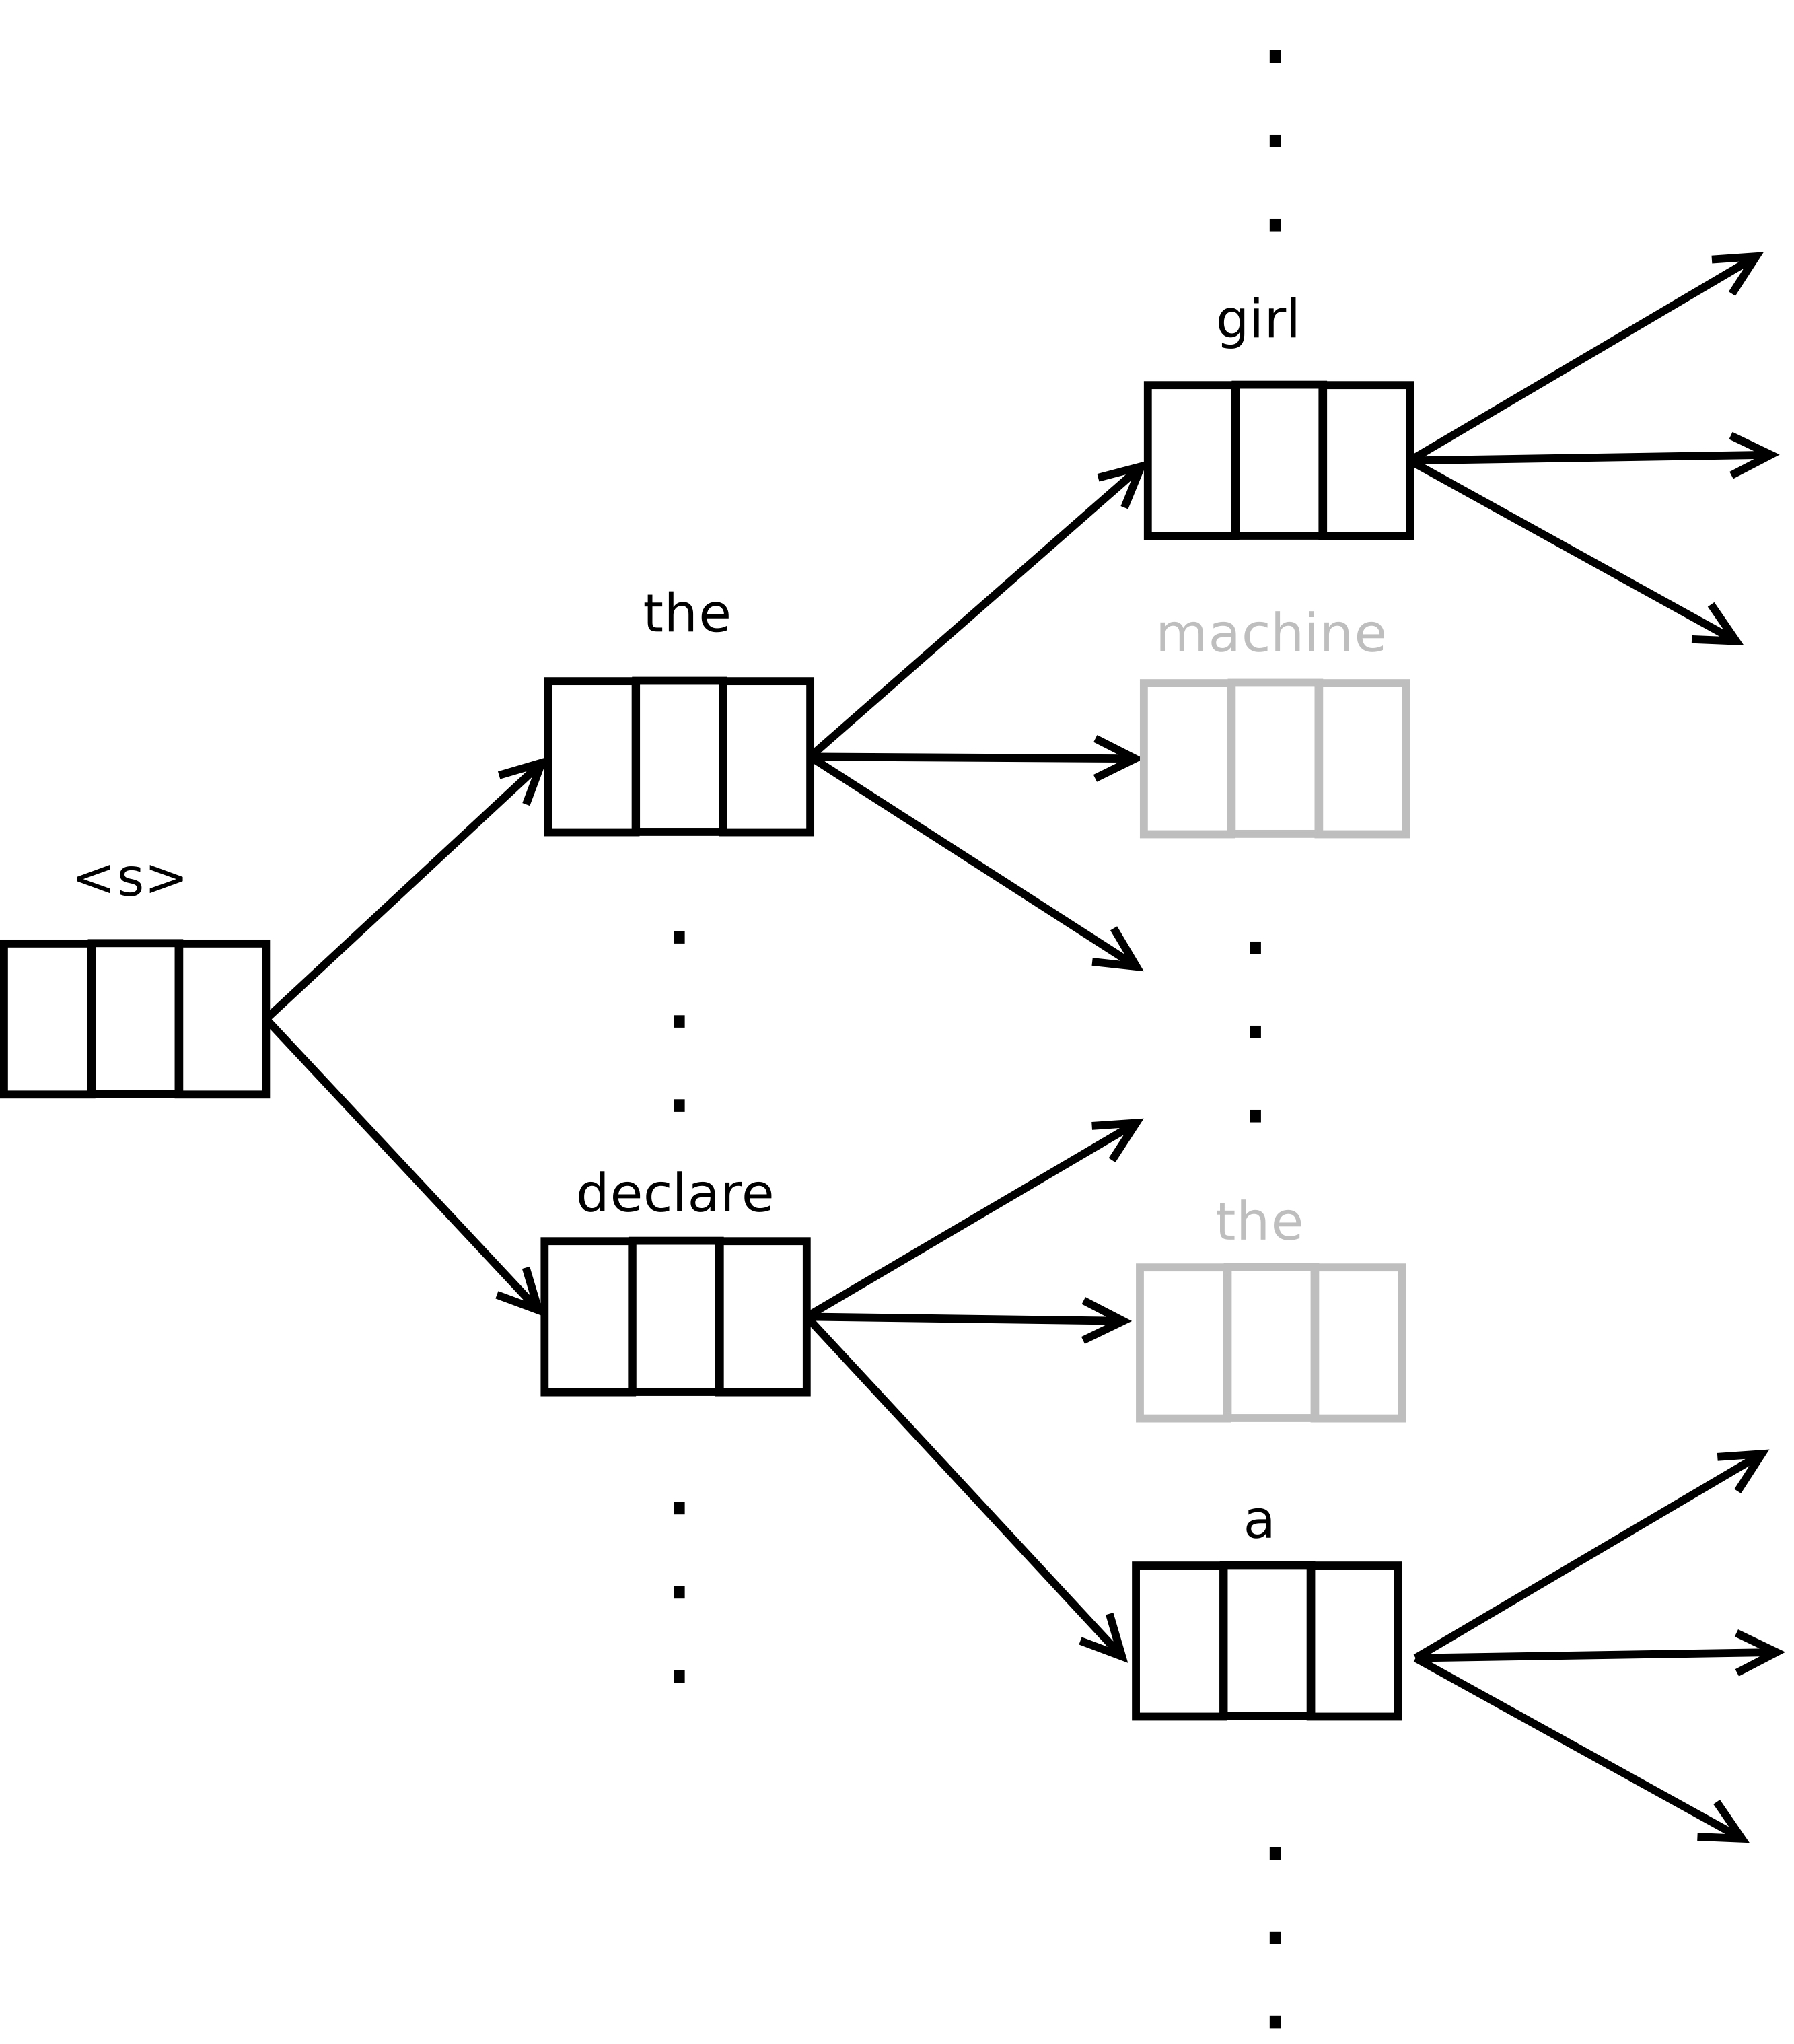 girl
the
machine
<s>
declare
the
a